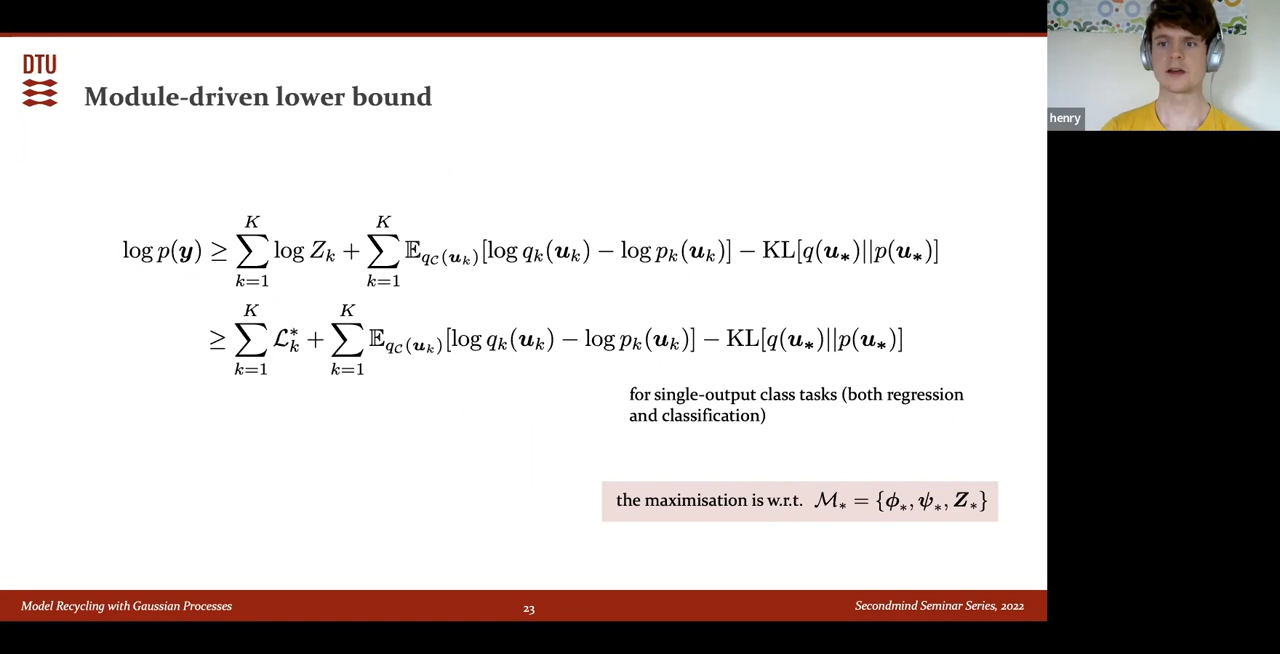 DTU
Module-driven lower bound
henry
log p(y) ≥ ∑_{k=1}^{K} log Z_k + ∑_{k=1}^{K} 𝔼_{q_𝒞(u_k)}[log q_k(u_k) − log p_k(u_k)] − KL[q(u_*)||p(u_*)]
≥ ∑_{k=1}^{K} ℒ_k^* + ∑_{k=1}^{K} 𝔼_{q_𝒞(u_k)}[log q_k(u_k) − log p_k(u_k)] − KL[q(u_*)||p(u_*)]
for single-output class tasks (both regression
and classification)
the maximisation is w.r.t. ℳ_* = {ϕ_*, ψ_*, Z_*}
Model Recycling with Gaussian Processes
23
Secondmind Seminar Series, 2022